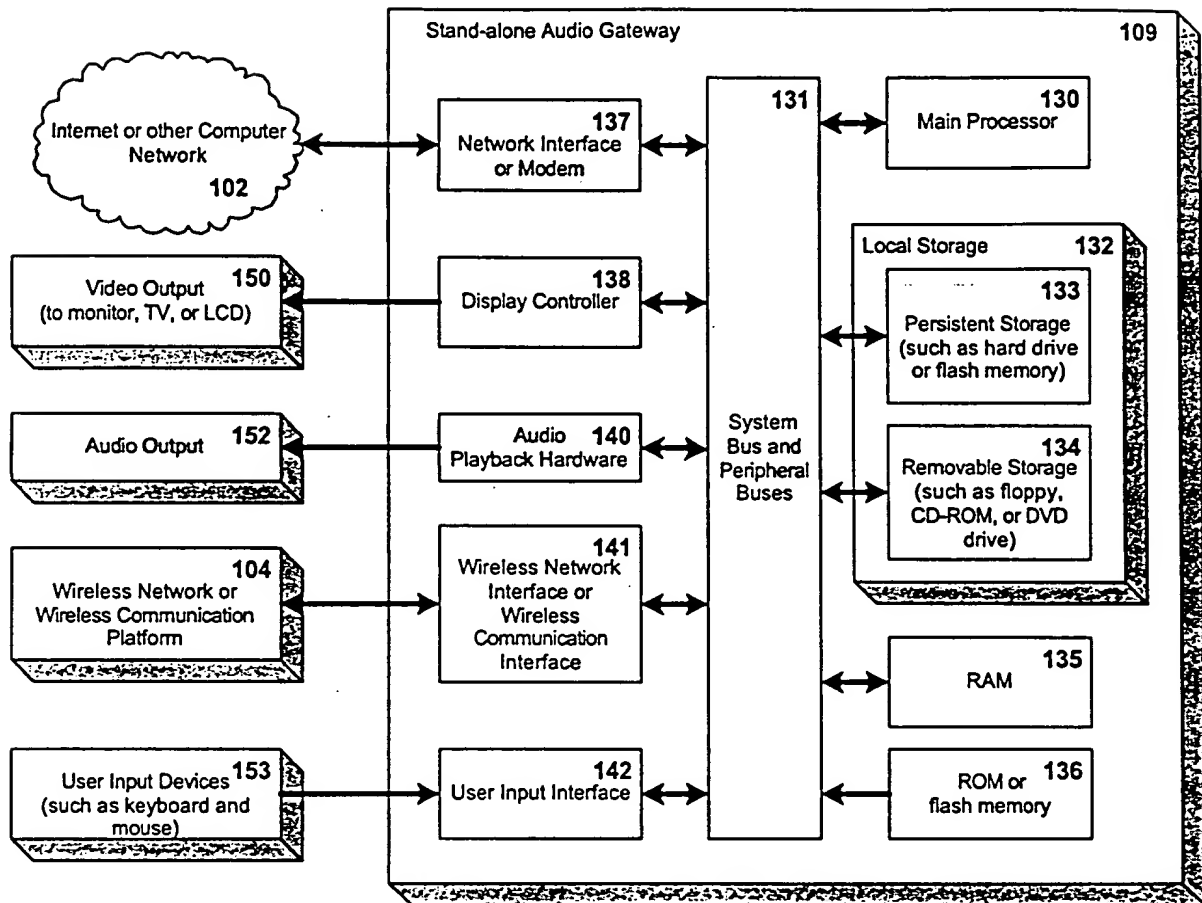 Stand-alone Audio Gateway
109
Internet or other Computer
Network
102
137
Network Interface
or Modem
131
System
Bus and
Peripheral
Buses
130
Main Processor
150
Video Output
(to monitor, TV, or LCD)
138
Display Controller
Local Storage
132
133
Persistent Storage
(such as hard drive
or flash memory)
134
Removable Storage
(such as floppy,
CD-ROM, or DVD
drive)
Audio Output
152
Audio
140
Playback Hardware
104
Wireless Network or
Wireless Communication
Platform
141
Wireless Network
Interface or
Wireless
Communication
Interface
135
RAM
User Input Devices
153
(such as keyboard and
mouse)
142
User Input Interface
ROM or
136
flash memory